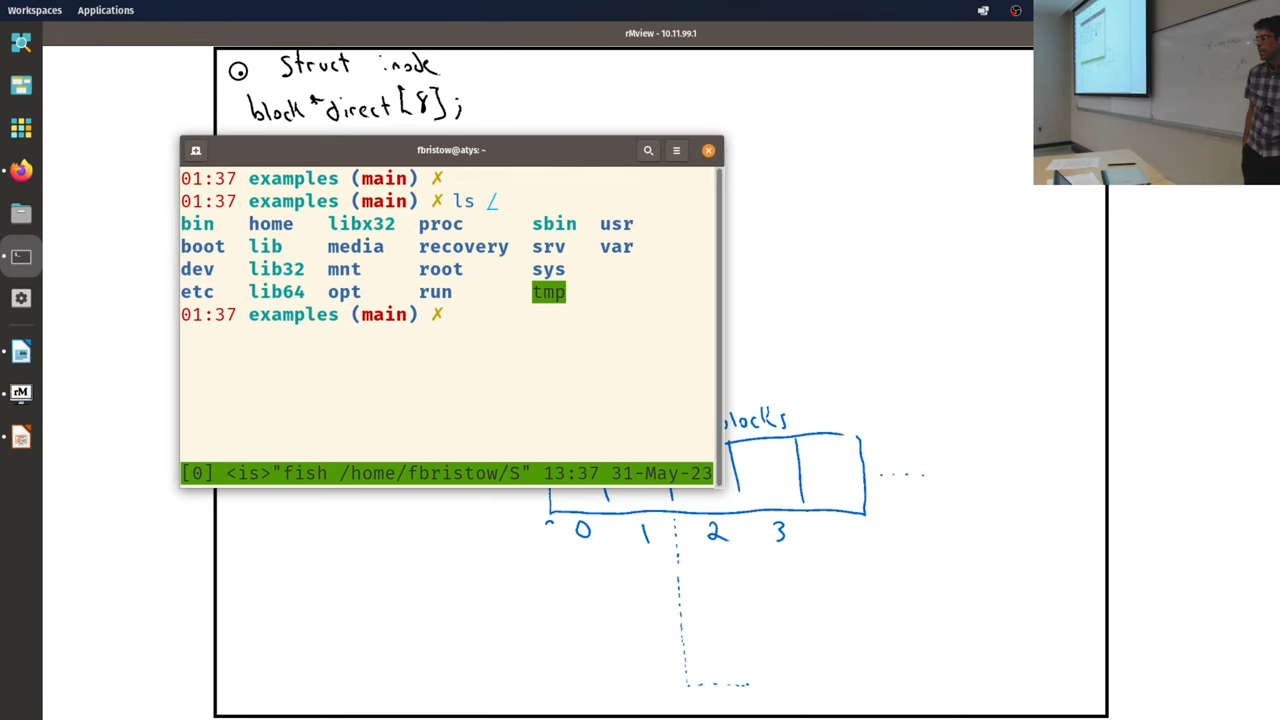 Workspaces Applications
rMview - 10.11.99.1
Struct inode
block *direct[8];
fbristow@atys: ~
01:37 examples (main) ✗
01:37 examples (main) ✗ ls /
bin home libx32 proc sbin usr
boot lib media recovery srv var
dev lib32 mnt root sys
etc lib64 opt run tmp
01:37 examples (main) ✗
[0] <is>"fish /home/fbristow/S" 13:37 31-May-23
locks
0 1 2 3
rM